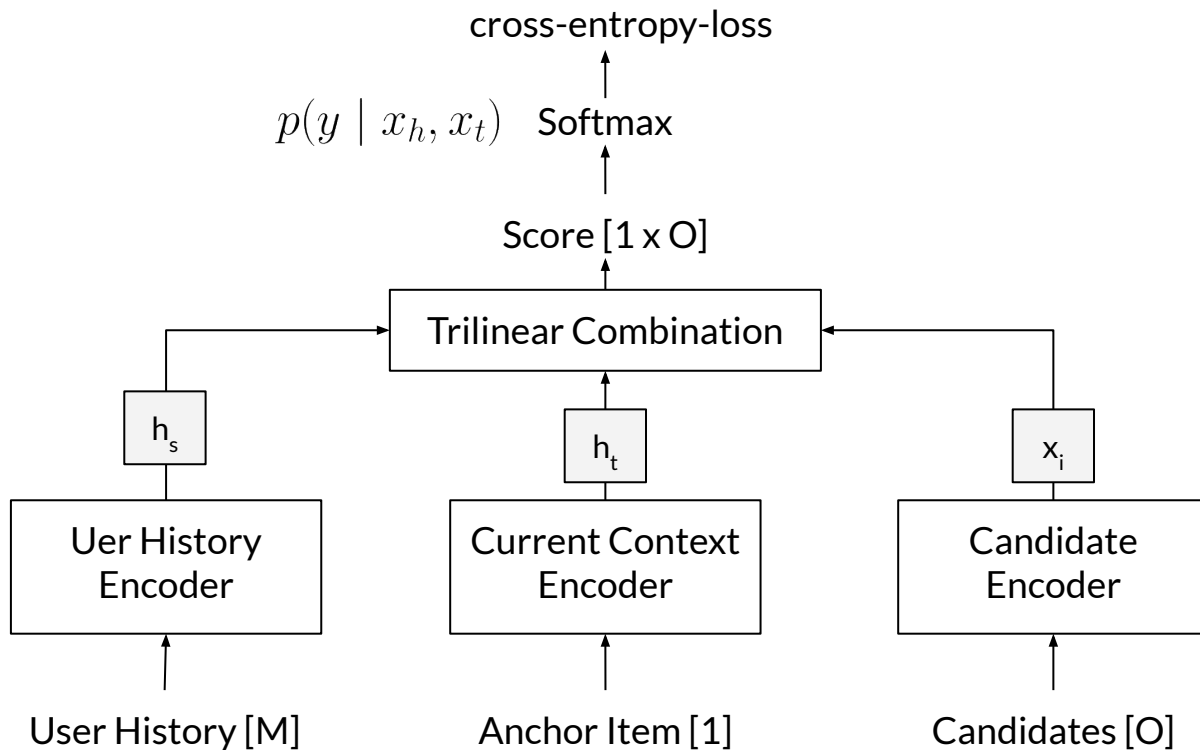 cross-entropy-loss
p(y | x_h, x_t) Softmax
Score [1 x O]
Trilinear Combination
h_s
h_t
x_i
Uer History
Encoder
Current Context
Encoder
Candidate
Encoder
User History [M]
Anchor Item [1]
Candidates [O]